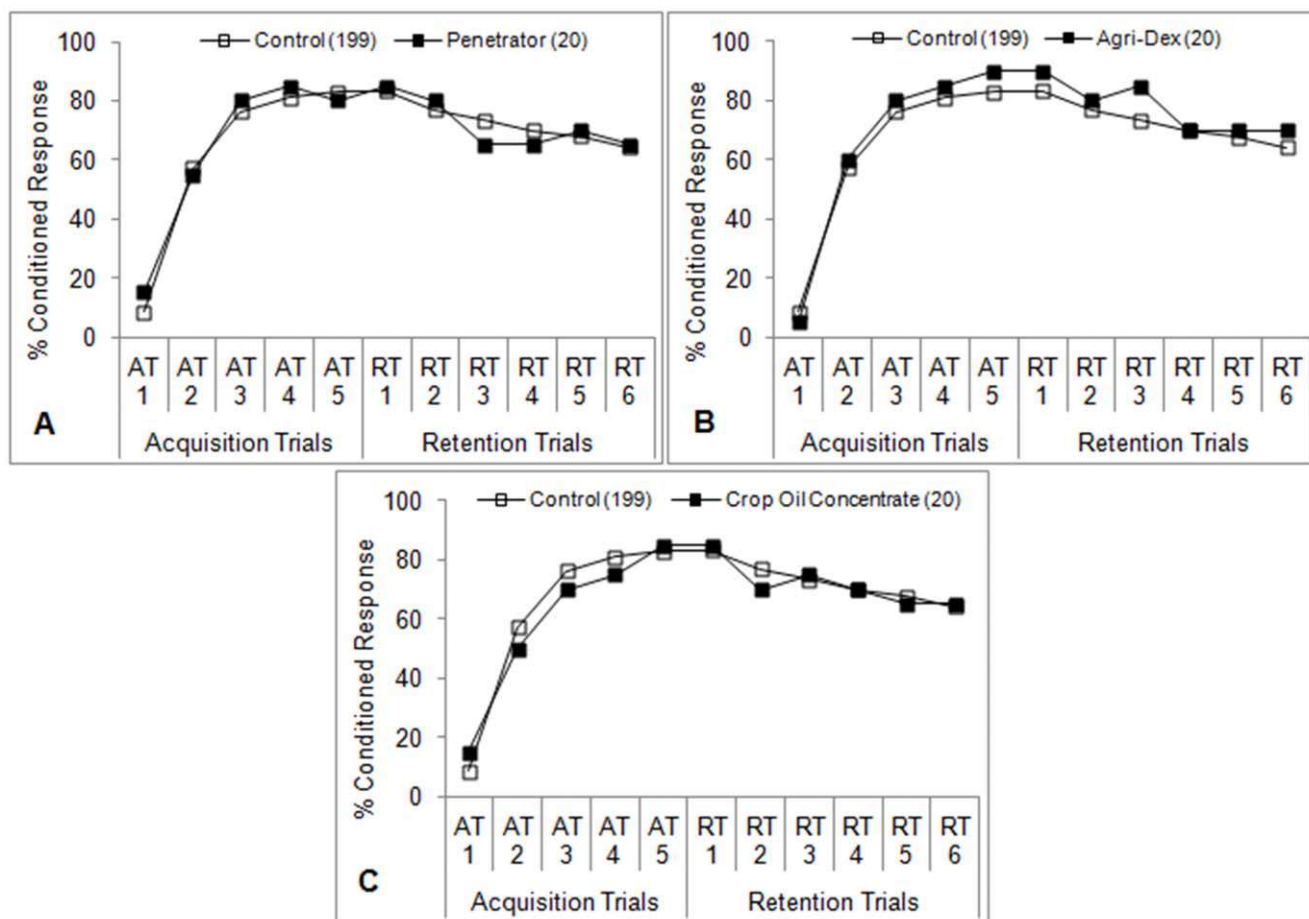 Control (199) Penetrator (20)
% Conditioned Response
100
80
60
40
20
0
AT 1 AT 2 AT 3 AT 4 AT 5 RT 1 RT 2 RT 3 RT 4 RT 5 RT 6
Acquisition Trials Retention Trials
A
Control (199) Agri-Dex (20)
% Conditioned Response
100
80
60
40
20
0
AT 1 AT 2 AT 3 AT 4 AT 5 RT 1 RT 2 RT 3 RT 4 RT 5 RT 6
Acquisition Trials Retention Trials
B
Control (199) Crop Oil Concentrate (20)
% Conditioned Response
100
80
60
40
20
0
AT 1 AT 2 AT 3 AT 4 AT 5 RT 1 RT 2 RT 3 RT 4 RT 5 RT 6
Acquisition Trials Retention Trials
C